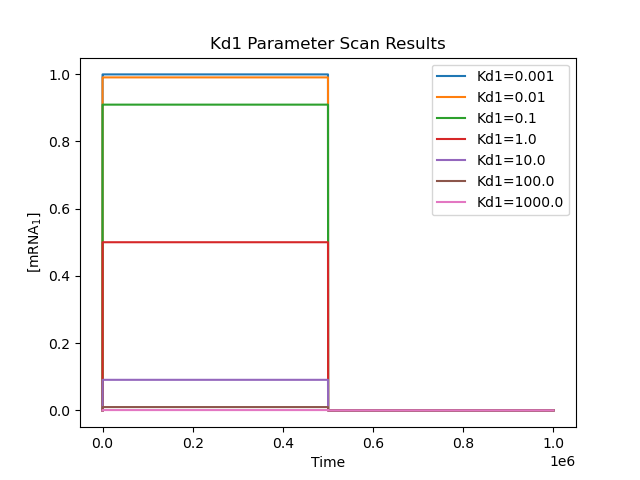 Kd1 Parameter Scan Results
[mRNA₁]
1.0
0.8
0.6
0.4
0.2
0.0
Kd1=0.001
Kd1=0.01
Kd1=0.1
Kd1=1.0
Kd1=10.0
Kd1=100.0
Kd1=1000.0
0.0 0.2 0.4 0.6 0.8 1.0
1e6
Time